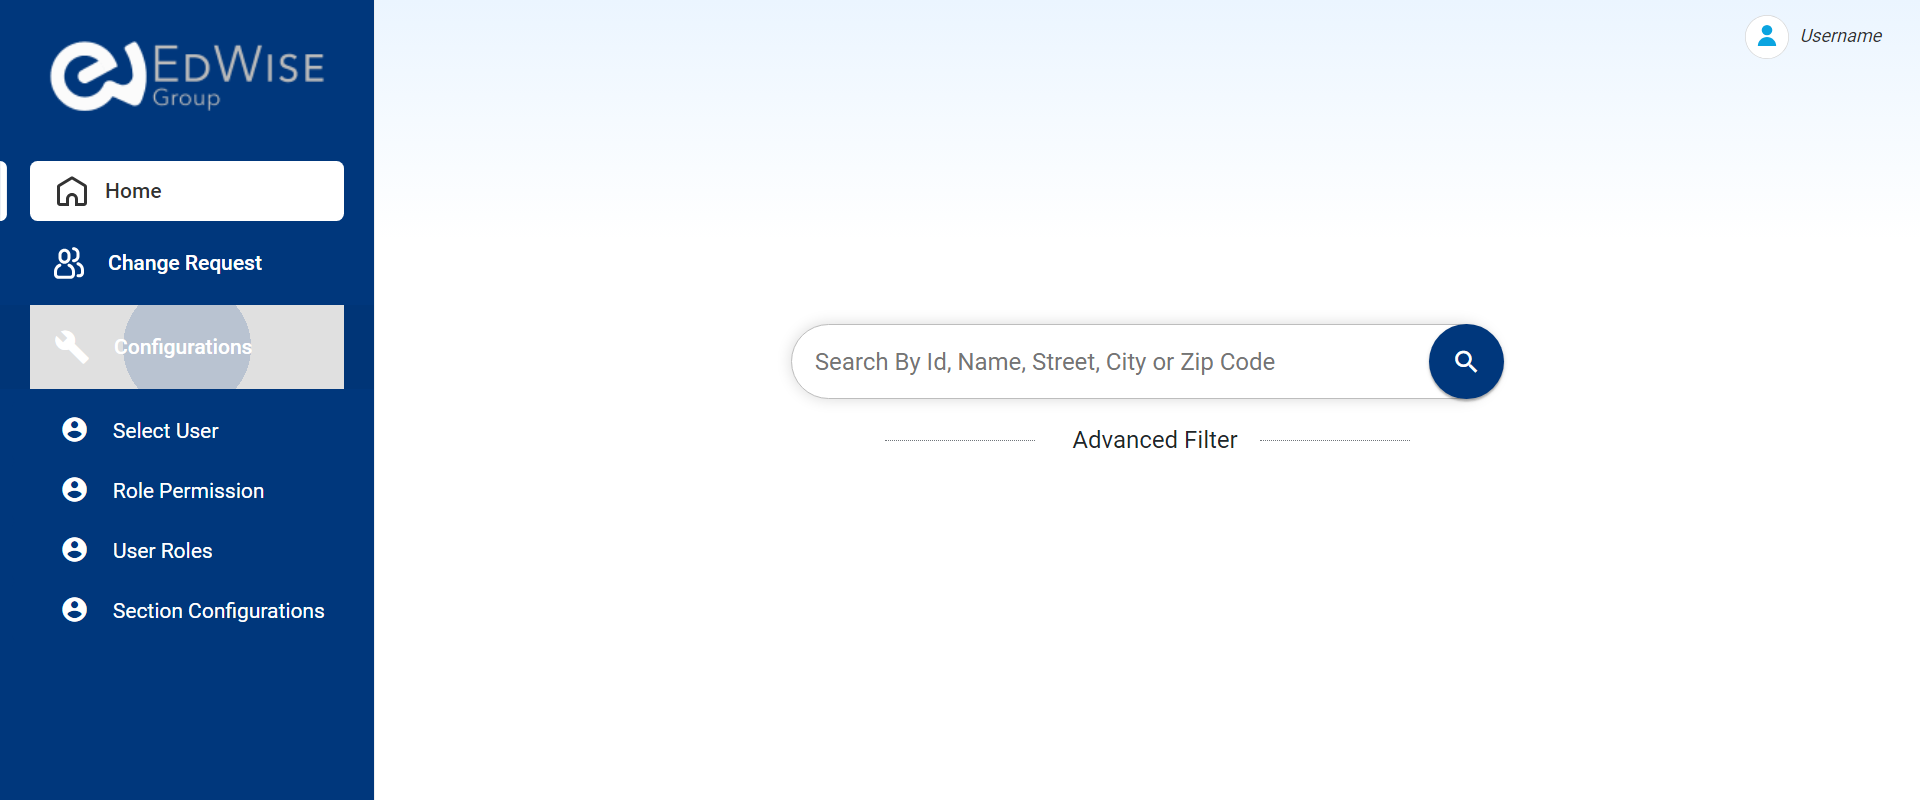 EDWISE
Group
Home
Change Request
Configurations
Select User
Role Permission
User Roles
Section Configurations
Username
Search By Id, Name, Street, City or Zip Code
Advanced Filter